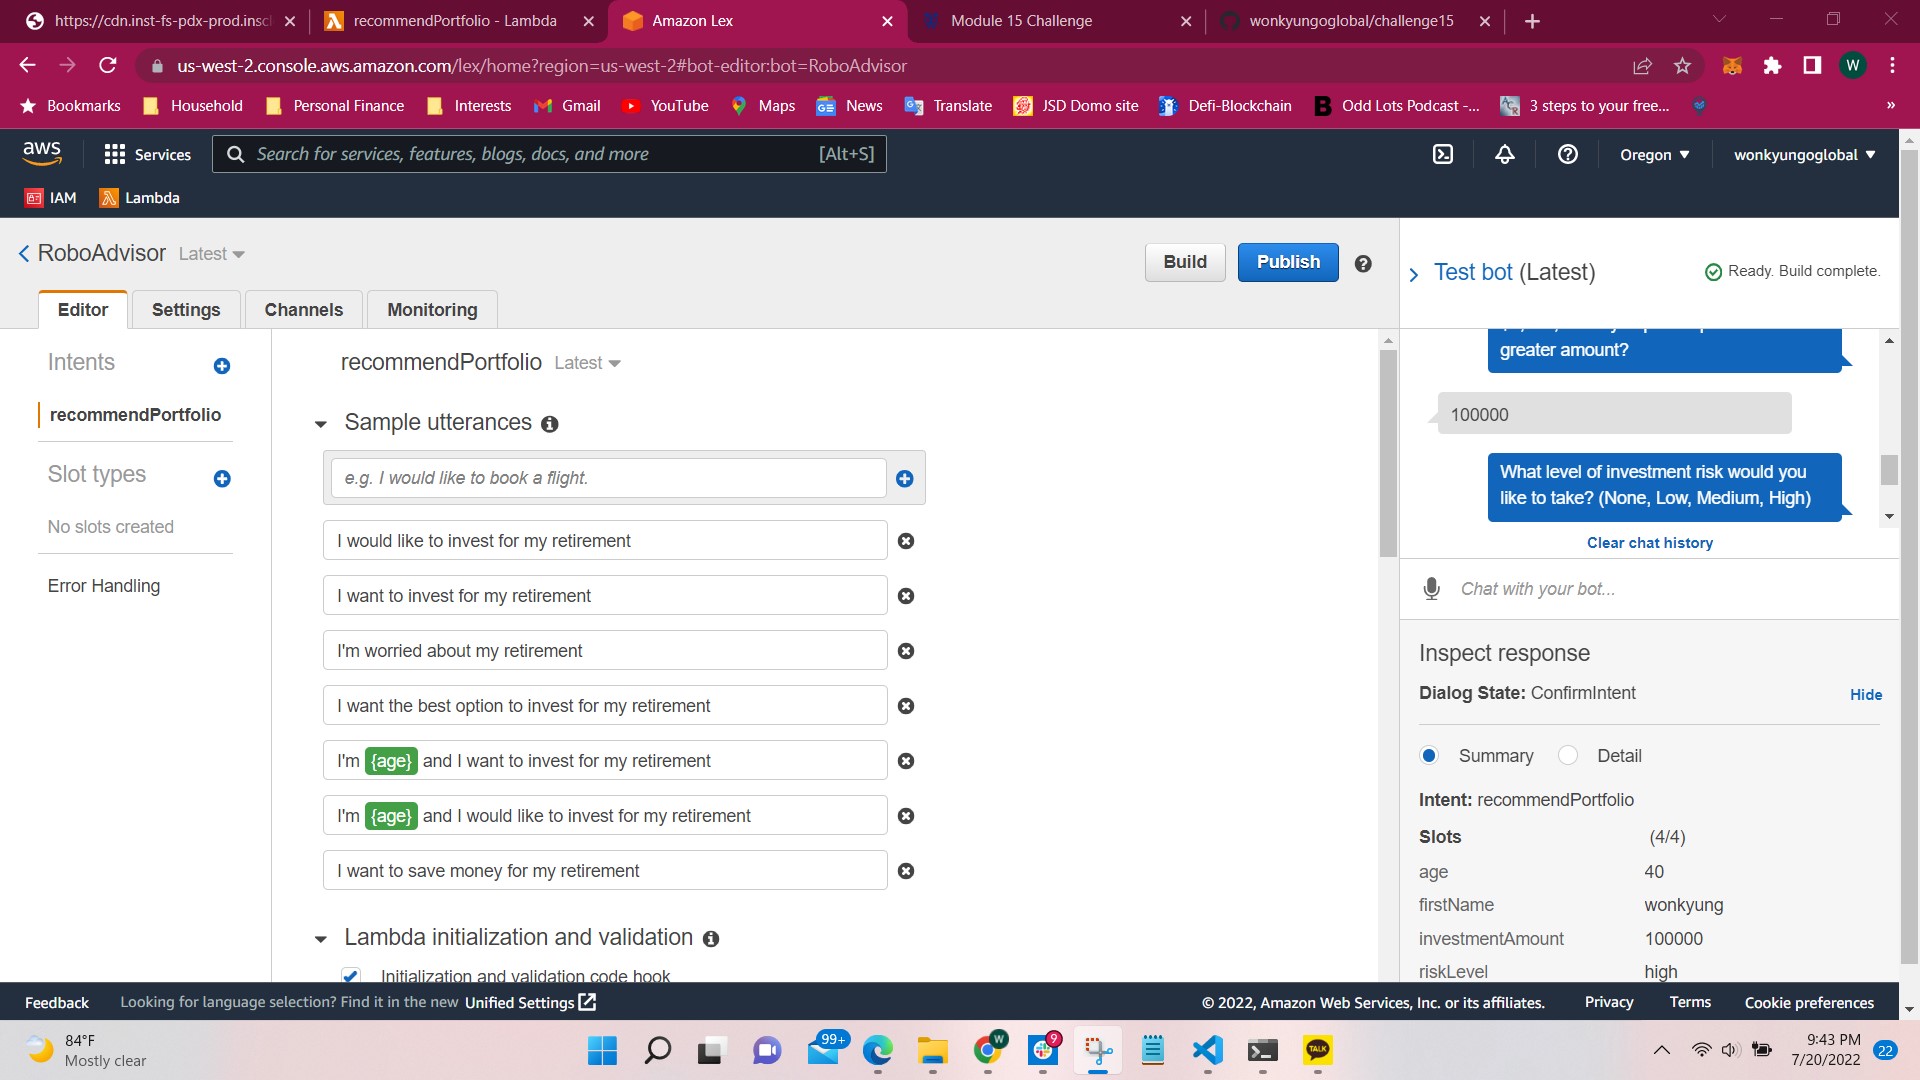 https://cdn.inst-fs-pdx-prod.inscl
recommendPortfolio - Lambda
Amazon Lex
Module 15 Challenge
wonkyungoglobal/challenge15
us-west-2.console.aws.amazon.com/lex/home?region=us-west-2#bot-editor:bot=RoboAdvisor
W
Bookmarks
Household
Personal Finance
Interests
Gmail
YouTube
Maps
News
Translate
JSD Domo site
Defi-Blockchain
Odd Lots Podcast -...
3 steps to your free...
»
aws
Services
Search for services, features, blogs, docs, and more
[Alt+S]
Oregon
wonkyungoglobal
IAM
Lambda
RoboAdvisor
Latest
Build
Publish
Editor
Settings
Channels
Monitoring
Intents
recommendPortfolio
Slot types
No slots created
Error Handling
recommendPortfolio
Latest
Sample utterances
e.g. I would like to book a flight.
I would like to invest for my retirement
I want to invest for my retirement
I'm worried about my retirement
I want the best option to invest for my retirement
I'm {age} and I want to invest for my retirement
I'm {age} and I would like to invest for my retirement
I want to save money for my retirement
Lambda initialization and validation
Initialization and validation code hook
Test bot (Latest)
Ready. Build complete.
greater amount?
100000
What level of investment risk would you
like to take? (None, Low, Medium, High)
Clear chat history
Chat with your bot...
Inspect response
Dialog State: ConfirmIntent
Hide
Summary
Detail
Intent: recommendPortfolio
Slots
(4/4)
age
40
firstName
wonkyung
investmentAmount
100000
riskLevel
high
Feedback
Looking for language selection? Find it in the new Unified Settings
© 2022, Amazon Web Services, Inc. or its affiliates.
Privacy
Terms
Cookie preferences
84°F
Mostly clear
99+
W
9
TALK
9:43 PM
7/20/2022
22